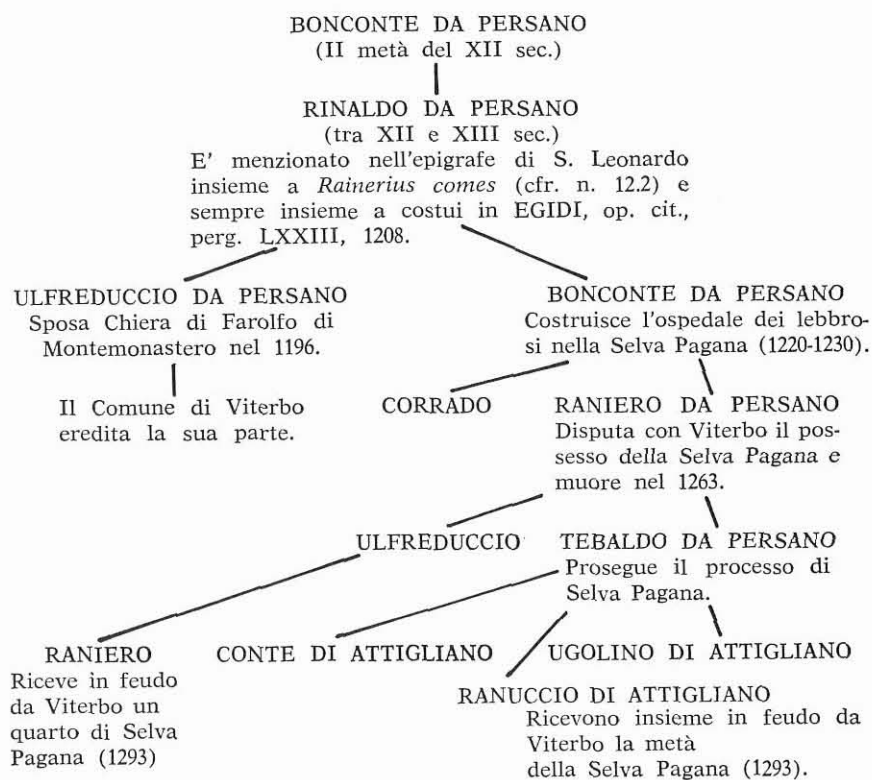 BONCONTE DA PERSANO
(II metà del XII sec.)
RINALDO DA PERSANO
(tra XII e XIII sec.)
E' menzionato nell'epigrafe di S. Leonardo
insieme a Rainerius comes (cfr. n. 12.2) e
sempre insieme a costui in EGIDI, op. cit.,
perg. LXXIII, 1208.
ULFREDUCCIO DA PERSANO
Sposa Chiera di Farolfo di
Montemonastero nel 1196.
Il Comune di Viterbo
eredita la sua parte.
BONCONTE DA PERSANO
Costruisce l'ospedale dei lebbro-
si nella Selva Pagana (1220-1230).
CORRADO
RANIERO DA PERSANO
Disputa con Viterbo il pos-
sesso della Selva Pagana e
muore nel 1263.
ULFREDUCCIO
TEBALDO DA PERSANO
Prosegue il processo di
Selva Pagana.
RANIERO
Riceve in feudo
da Viterbo un
quarto di Selva
Pagana (1293)
CONTE DI ATTIGLIANO
UGOLINO DI ATTIGLIANO
RANUCCIO DI ATTIGLIANO
Ricevono insieme in feudo da
Viterbo la metà
della Selva Pagana (1293).